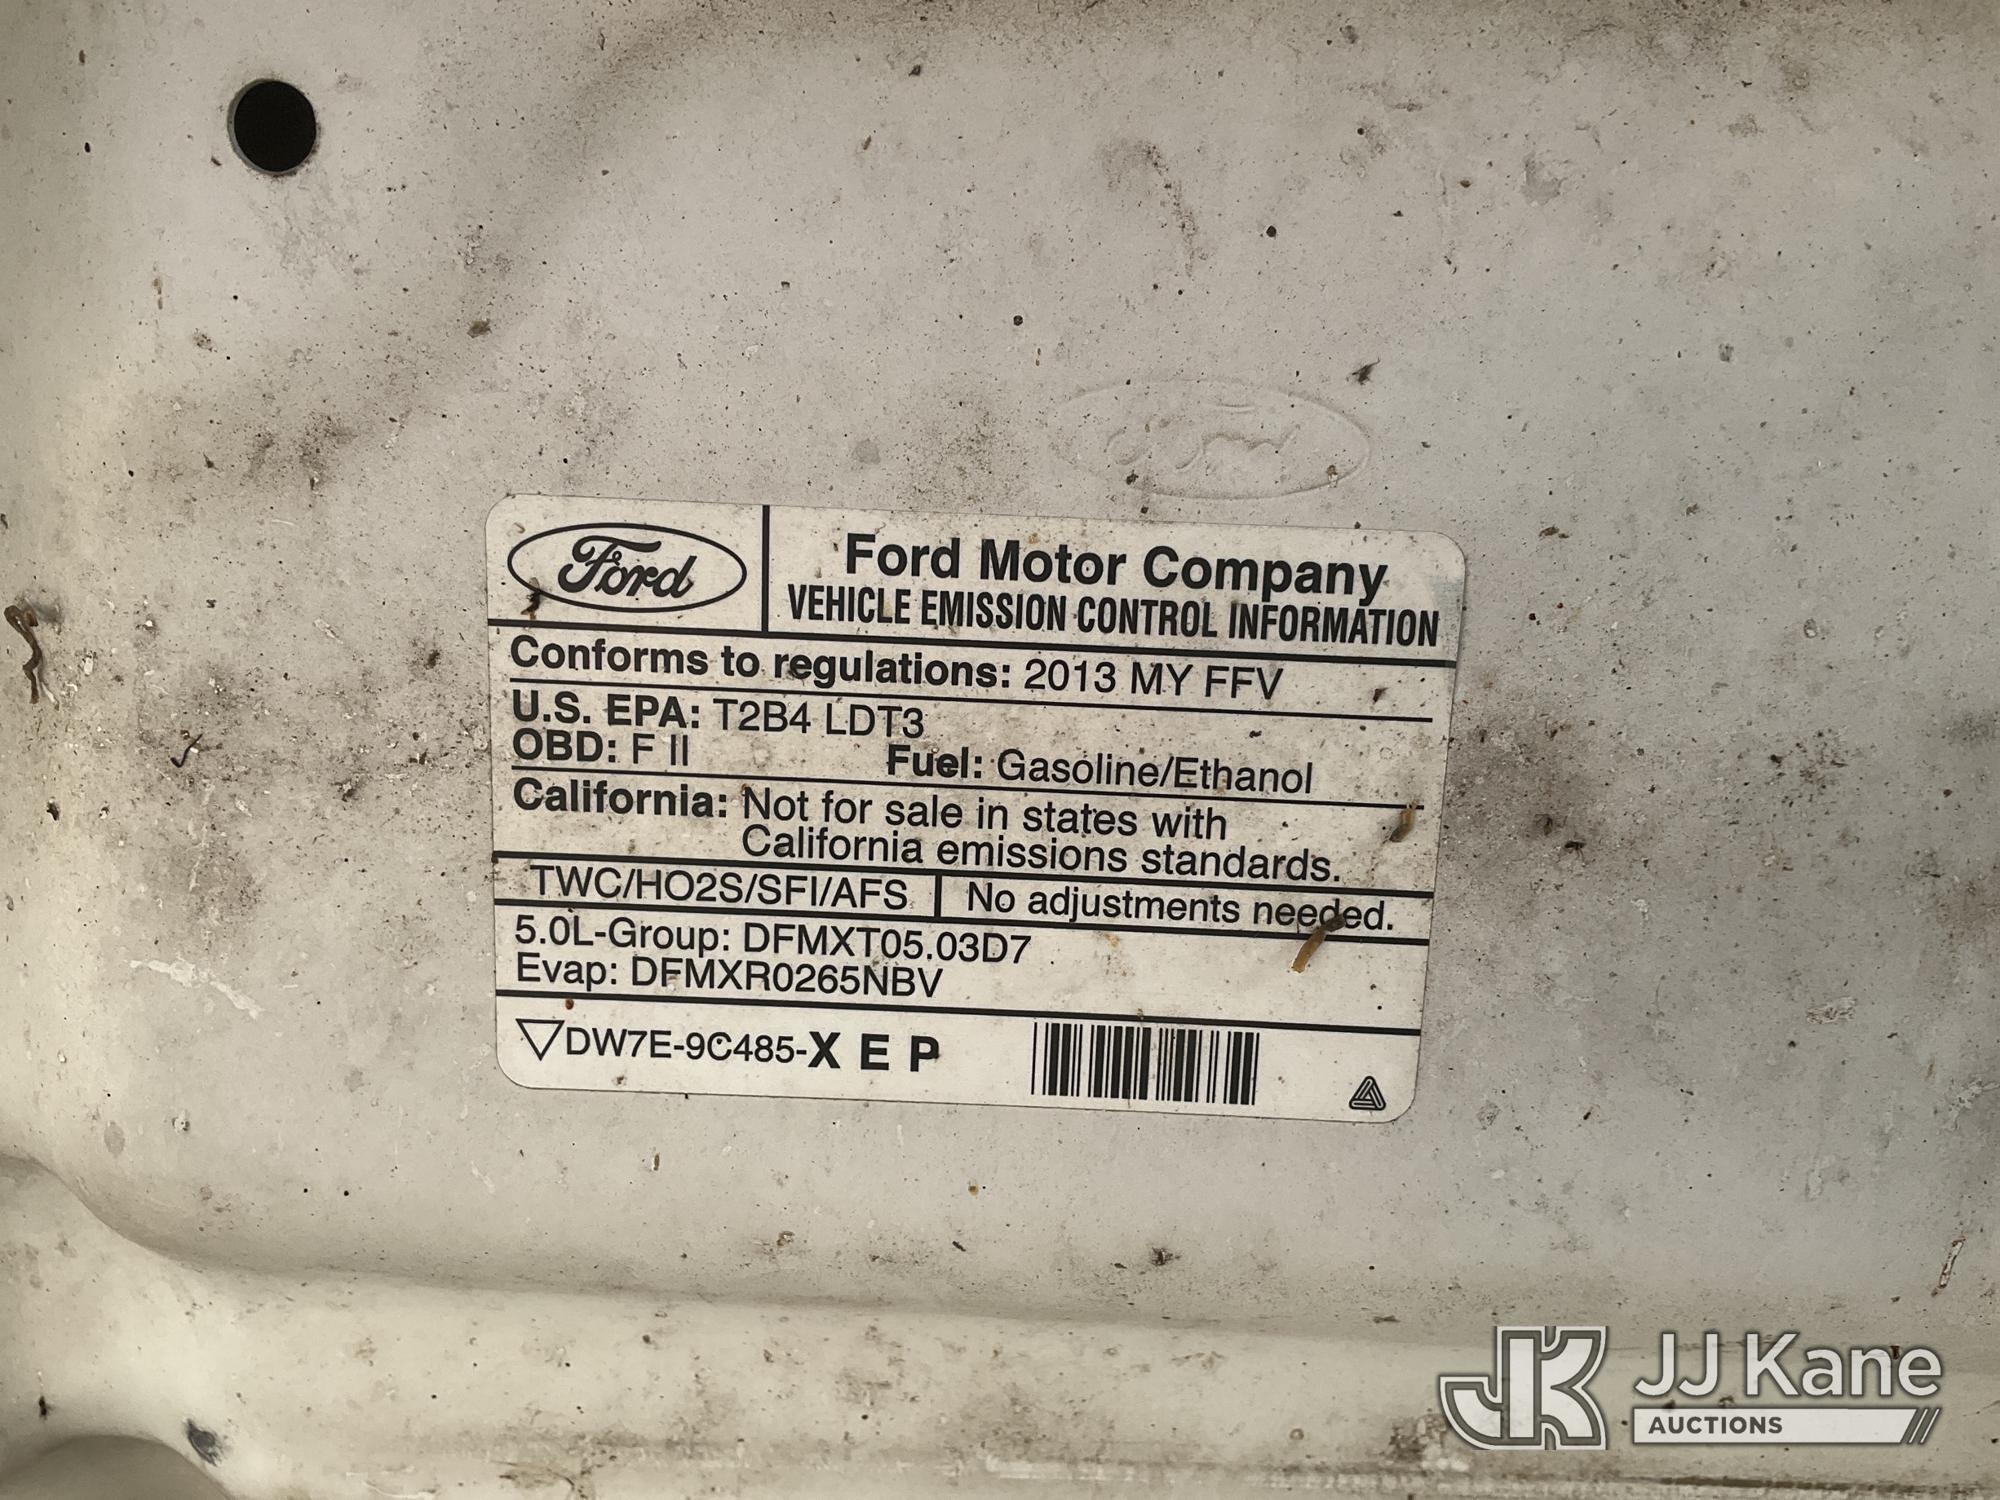 Ford
Ford Motor Company
VEHICLE EMISSION CONTROL INFORMATION
Conforms to regulations: 2013 MY FFV
U.S. EPA: T2B4 LDT3
OBD: F II Fuel: Gasoline/Ethanol
California: Not for sale in states with
California emissions standards.
TWC/HO2S/SFI/AFS No adjustments needed.
5.0L-Group: DFMXT05.03D7
Evap: DFMXR0265NBV
DW7E-9C485-X E P
Ford
JK JJ Kane
AUCTIONS